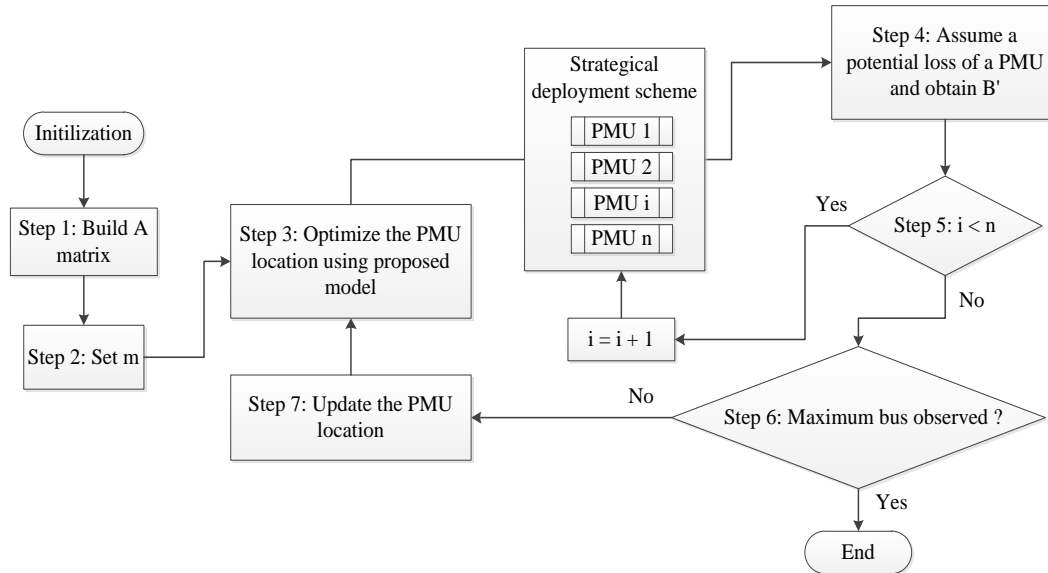 Initilization
Step 1: Build A
matrix
Step 2: Set m
Step 3: Optimize the PMU
location using proposed
model
Strategical
deployment scheme
PMU 1
PMU 2
PMU i
PMU n
Step 4: Assume a
potential loss of a PMU
and obtain B'
Step 5: i < n
Yes
No
i = i + 1
Step 6: Maximum bus observed ?
No
Yes
Step 7: Update the PMU
location
End